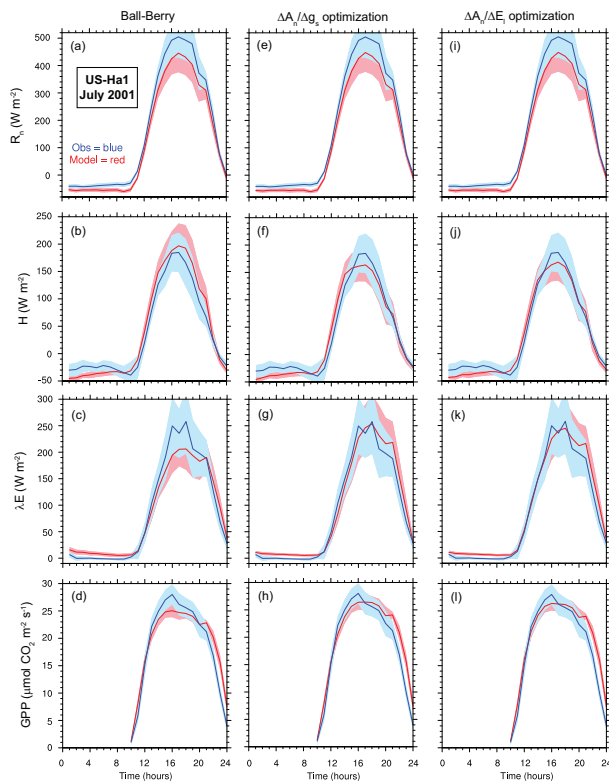 Ball-Berry
ΔAn/Δgs optimization
ΔAn/ΔEl optimization
(a)
(e)
(i)
US-Ha1
July 2001
Obs = blue
Model = red
Rn (W m-2)
500
400
300
200
100
0
(b)
(f)
(j)
H (W m-2)
250
200
150
100
50
0
−50
(c)
(g)
(k)
λE (W m-2)
300
200
100
0
(d)
(h)
(l)
GPP (μmol CO2 m-2 s-1)
30
25
20
15
10
5
0
0 4 8 12 16 20 24
0 4 8 12 16 20 24
0 4 8 12 16 20 24
Time (hours)
Time (hours)
Time (hours)